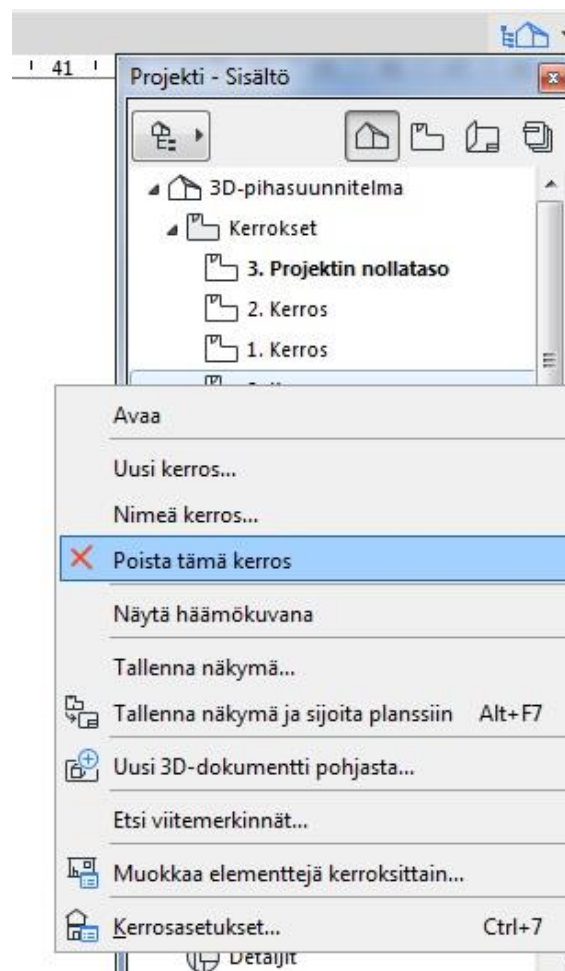 41
Projekti - Sisältö
3D-pihasuunnitelma
Kerrokset
3. Projektin nollataso
2. Kerros
1. Kerros
Avaa
Uusi kerros...
Nimeä kerros...
Poista tämä kerros
Näytä häämökuvana
Tallenna näkymä...
Tallenna näkymä ja sijoita planssiin Alt+F7
Uusi 3D-dokumentti pohjasta...
Etsi viitemerkinnät...
Muokkaa elementtejä kerroksittain...
Kerrosasetukset... Ctrl+7
Detaljit